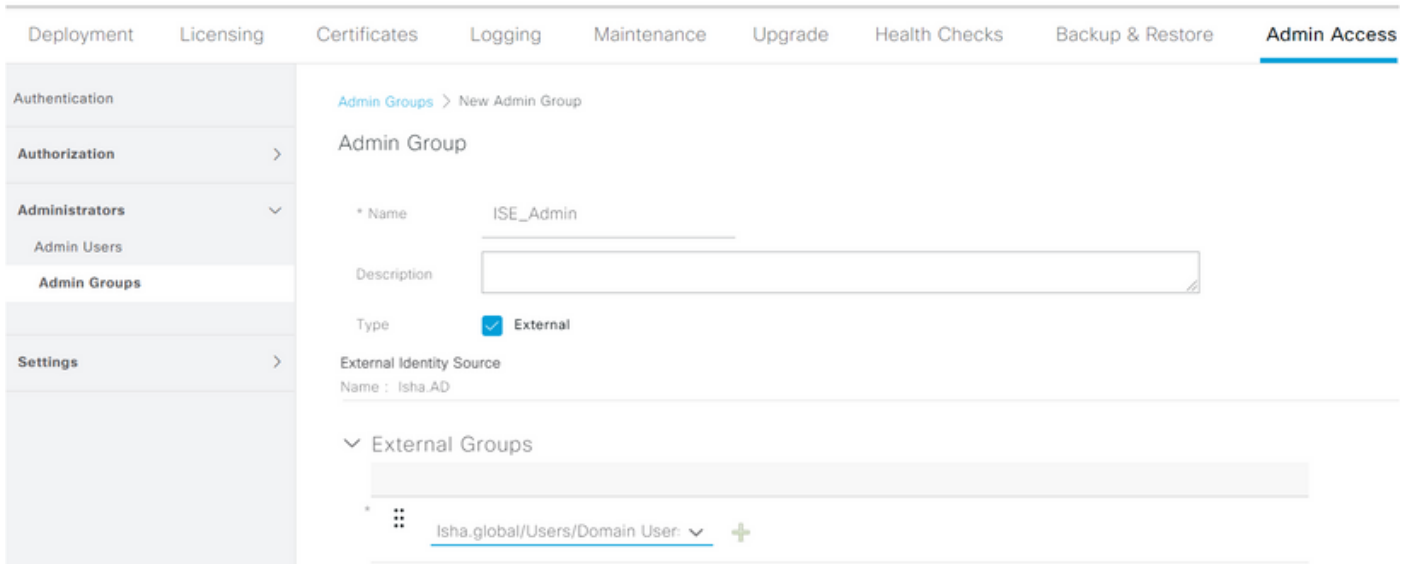 Deployment Licensing Certificates Logging Maintenance Upgrade Health Checks Backup & Restore Admin Access
Authentication
Authorization
Administrators
Admin Users
Admin Groups
Settings
Admin Groups > New Admin Group
Admin Group
* Name ISE_Admin
Description
Type External
External Identity Source
Name : Isha.AD
External Groups
* Isha.global/Users/Domain User